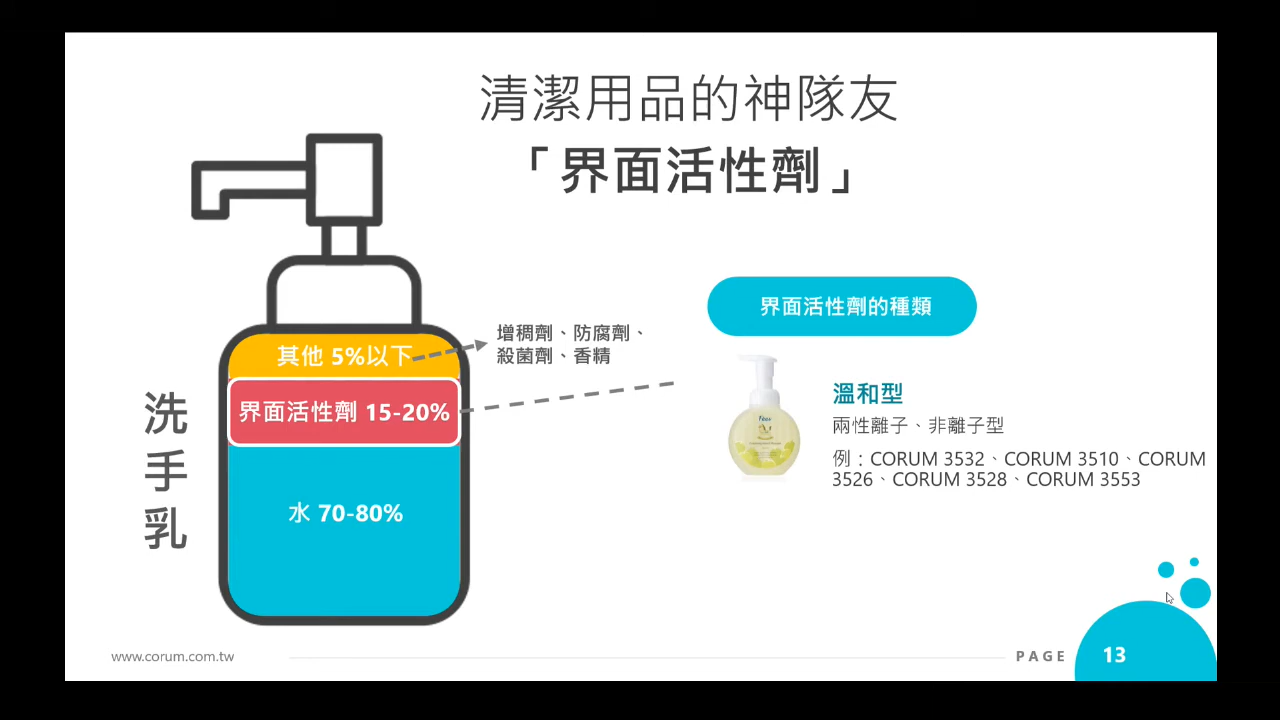 清潔用品的神隊友
「界面活性劑」
界面活性劑的種類
其他 5%以下
增稠劑、防腐劑、
殺菌劑、香精
界面活性劑 15-20%
水 70-80%
洗手乳
溫和型
兩性離子、非離子型
例：CORUM 3532、CORUM 3510、CORUM
3526、CORUM 3528、CORUM 3553
www.corum.com.tw
PAGE 13